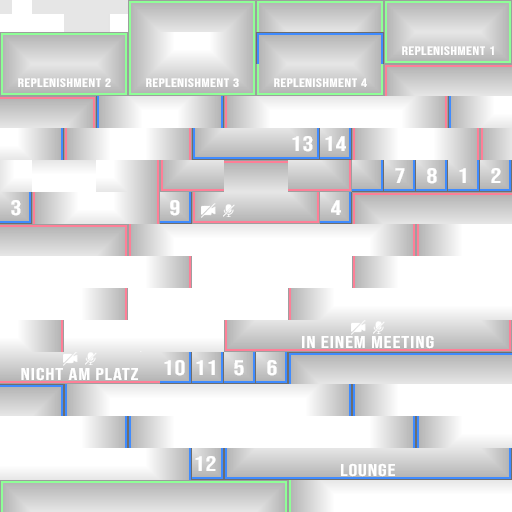 REPLENISHMENT 1
REPLENISHMENT 2
REPLENISHMENT 3
REPLENISHMENT 4
13 14
7 8 1 2
3 9 4
IN EINEM MEETING
NICHT AM PLATZ
10 11 5 6
12
LOUNGE